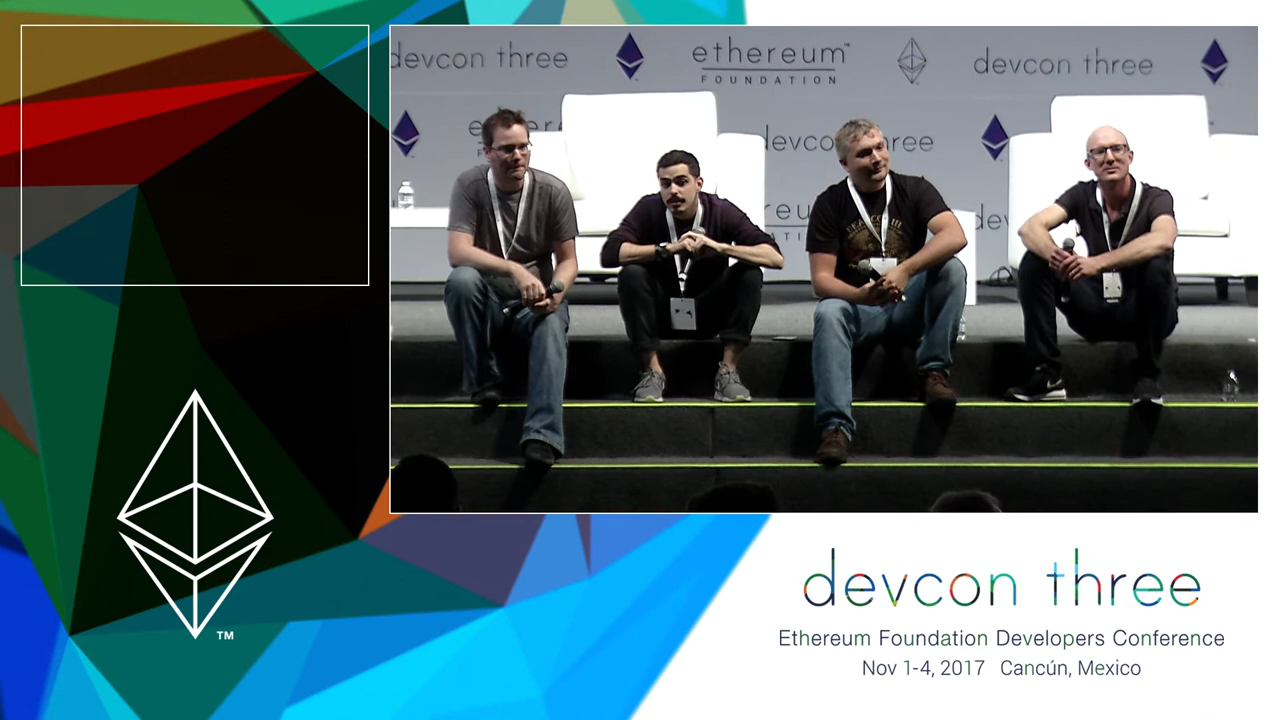 devcon three
ethereum™
FOUNDATION
devcon three
devcon three
TM
devcon three
Ethereum Foundation Developers Conference
Nov 1-4, 2017 Cancún, Mexico